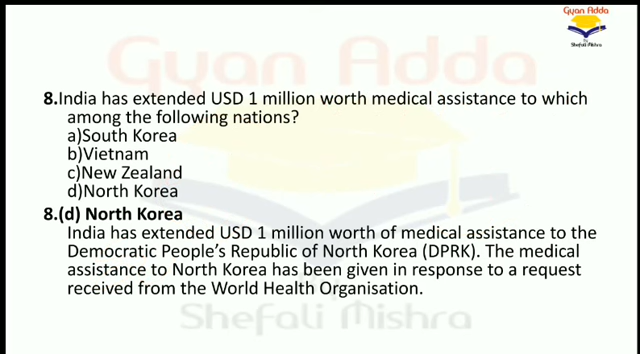 Gyan Adda
By
Shefali Mishra
Gyan Adda
8.India has extended USD 1 million worth medical assistance to which
among the following nations?
a)South Korea
b)Vietnam
c)New Zealand
d)North Korea
8.(d) North Korea
India has extended USD 1 million worth of medical assistance to the
Democratic People's Republic of North Korea (DPRK). The medical
assistance to North Korea has been given in response to a request
received from the World Health Organisation.
Shefali Mishra